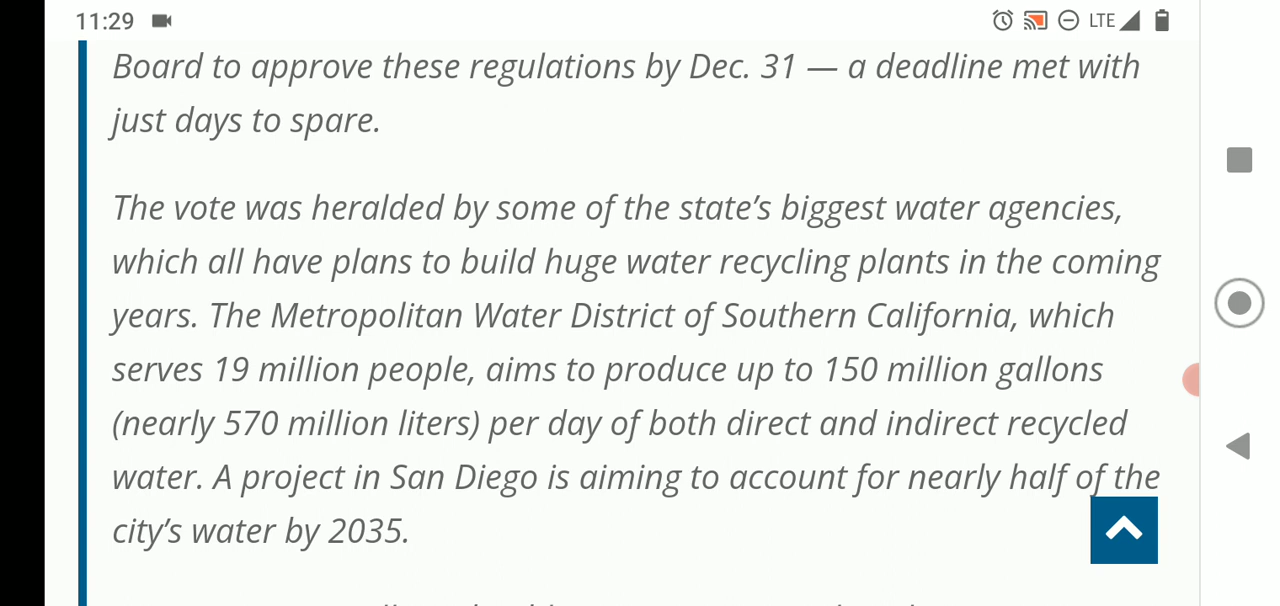 11:29
LTE
Board to approve these regulations by Dec. 31 — a deadline met with
just days to spare.
The vote was heralded by some of the state’s biggest water agencies,
which all have plans to build huge water recycling plants in the coming
years. The Metropolitan Water District of Southern California, which
serves 19 million people, aims to produce up to 150 million gallons
(nearly 570 million liters) per day of both direct and indirect recycled
water. A project in San Diego is aiming to account for nearly half of the
city’s water by 2035.